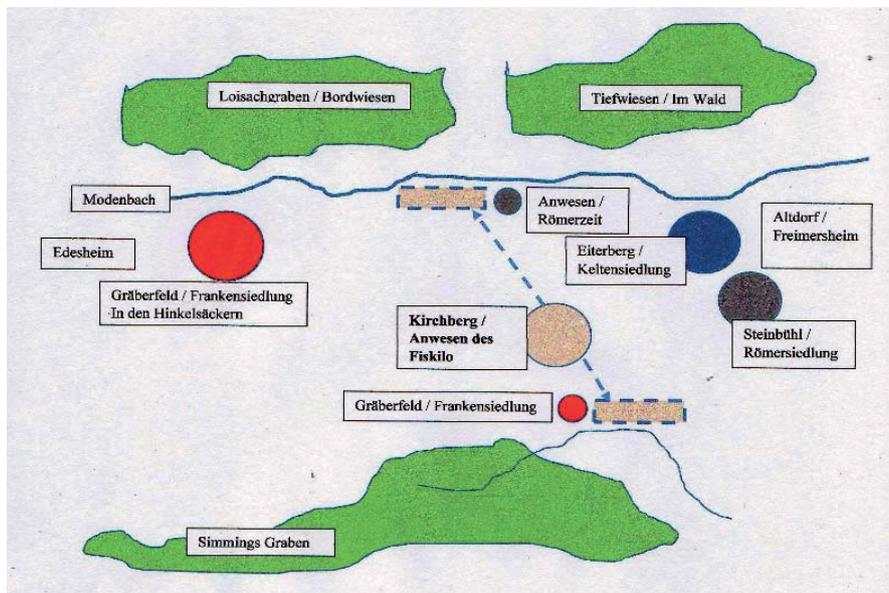 Loisachgraben / Bordwiesen
Tiefwiesen / Im Wald
Modenbach
Anwesen /
Römerzeit
Altdorf /
Freimersheim
Edesheim
Eiterberg /
Keltensiedlung
Gräberfeld / Frankensiedlung
In den Hinkelsäckern
Kirchberg /
Anwesen des
Fiskilo
Steinbühl /
Römersiedlung
Gräberfeld / Frankensiedlung
Simmings Graben